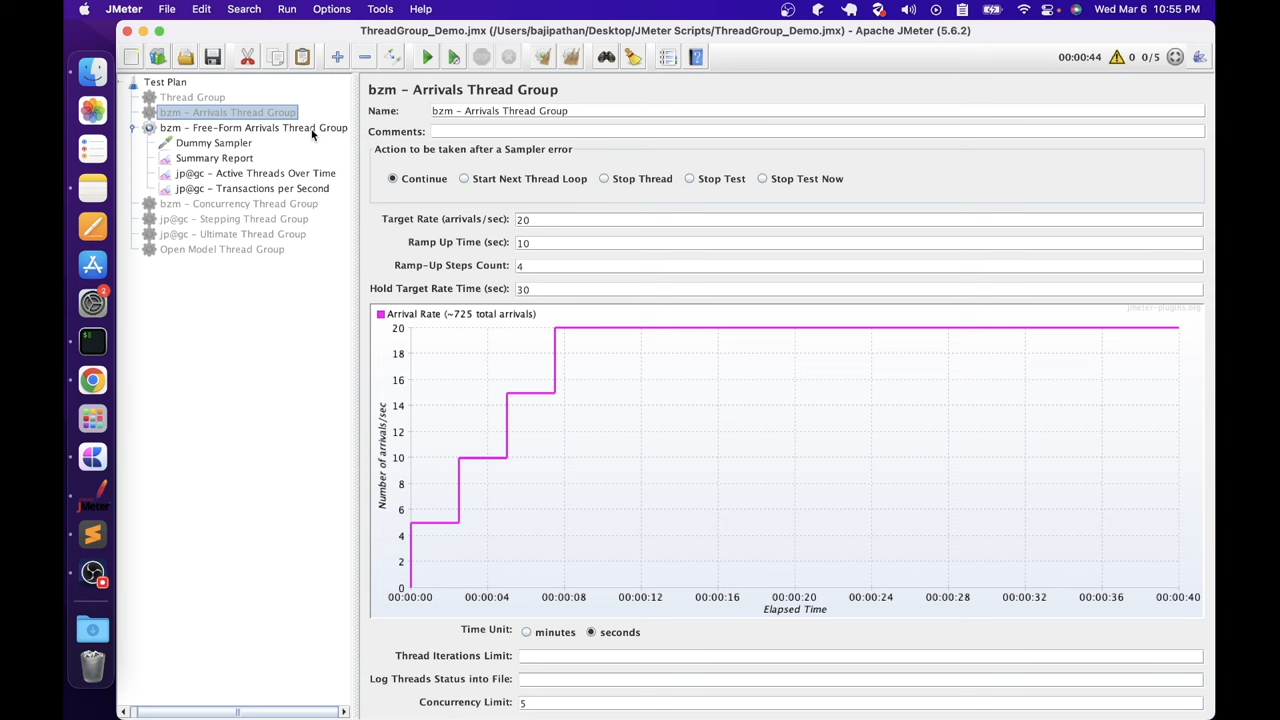 JMeter File Edit Search Run Options Tools Help Wed Mar 6 10:55 PM
ThreadGroup_Demo.jmx (/Users/bajipathan/Desktop/JMeter Scripts/ThreadGroup_Demo.jmx) - Apache JMeter (5.6.2)
00:00:44 0 0/5
Test Plan
Thread Group
bzm - Arrivals Thread Group
bzm - Free-Form Arrivals Thread Group
Dummy Sampler
Summary Report
jp@gc - Active Threads Over Time
jp@gc - Transactions per Second
bzm - Concurrency Thread Group
jp@gc - Stepping Thread Group
jp@gc - Ultimate Thread Group
Open Model Thread Group
2
$
JMeter
bzm - Arrivals Thread Group
Name: bzm - Arrivals Thread Group
Comments:
Action to be taken after a Sampler error
Continue Start Next Thread Loop Stop Thread Stop Test Stop Test Now
Target Rate (arrivals/sec): 20
Ramp Up Time (sec): 10
Ramp-Up Steps Count: 4
Hold Target Rate Time (sec): 30
jmeter-plugins.org
Arrival Rate (~725 total arrivals)
20
18
16
14
12
10
8
6
4
2
0
Number of arrivals/sec
00:00:00 00:00:04 00:00:08 00:00:12 00:00:16 00:00:20 00:00:24 00:00:28 00:00:32 00:00:36 00:00:40
Elapsed Time
Time Unit: minutes seconds
Thread Iterations Limit:
Log Threads Status into File:
Concurrency Limit: 5